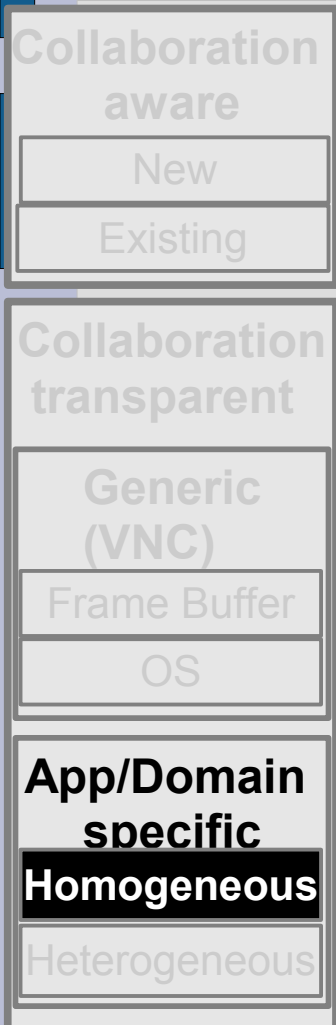 Collaboration
aware
New
Existing
Collaboration
transparent
Generic
(VNC)
Frame Buffer
OS
App/Domain
specific
Homogeneous
Heterogeneous